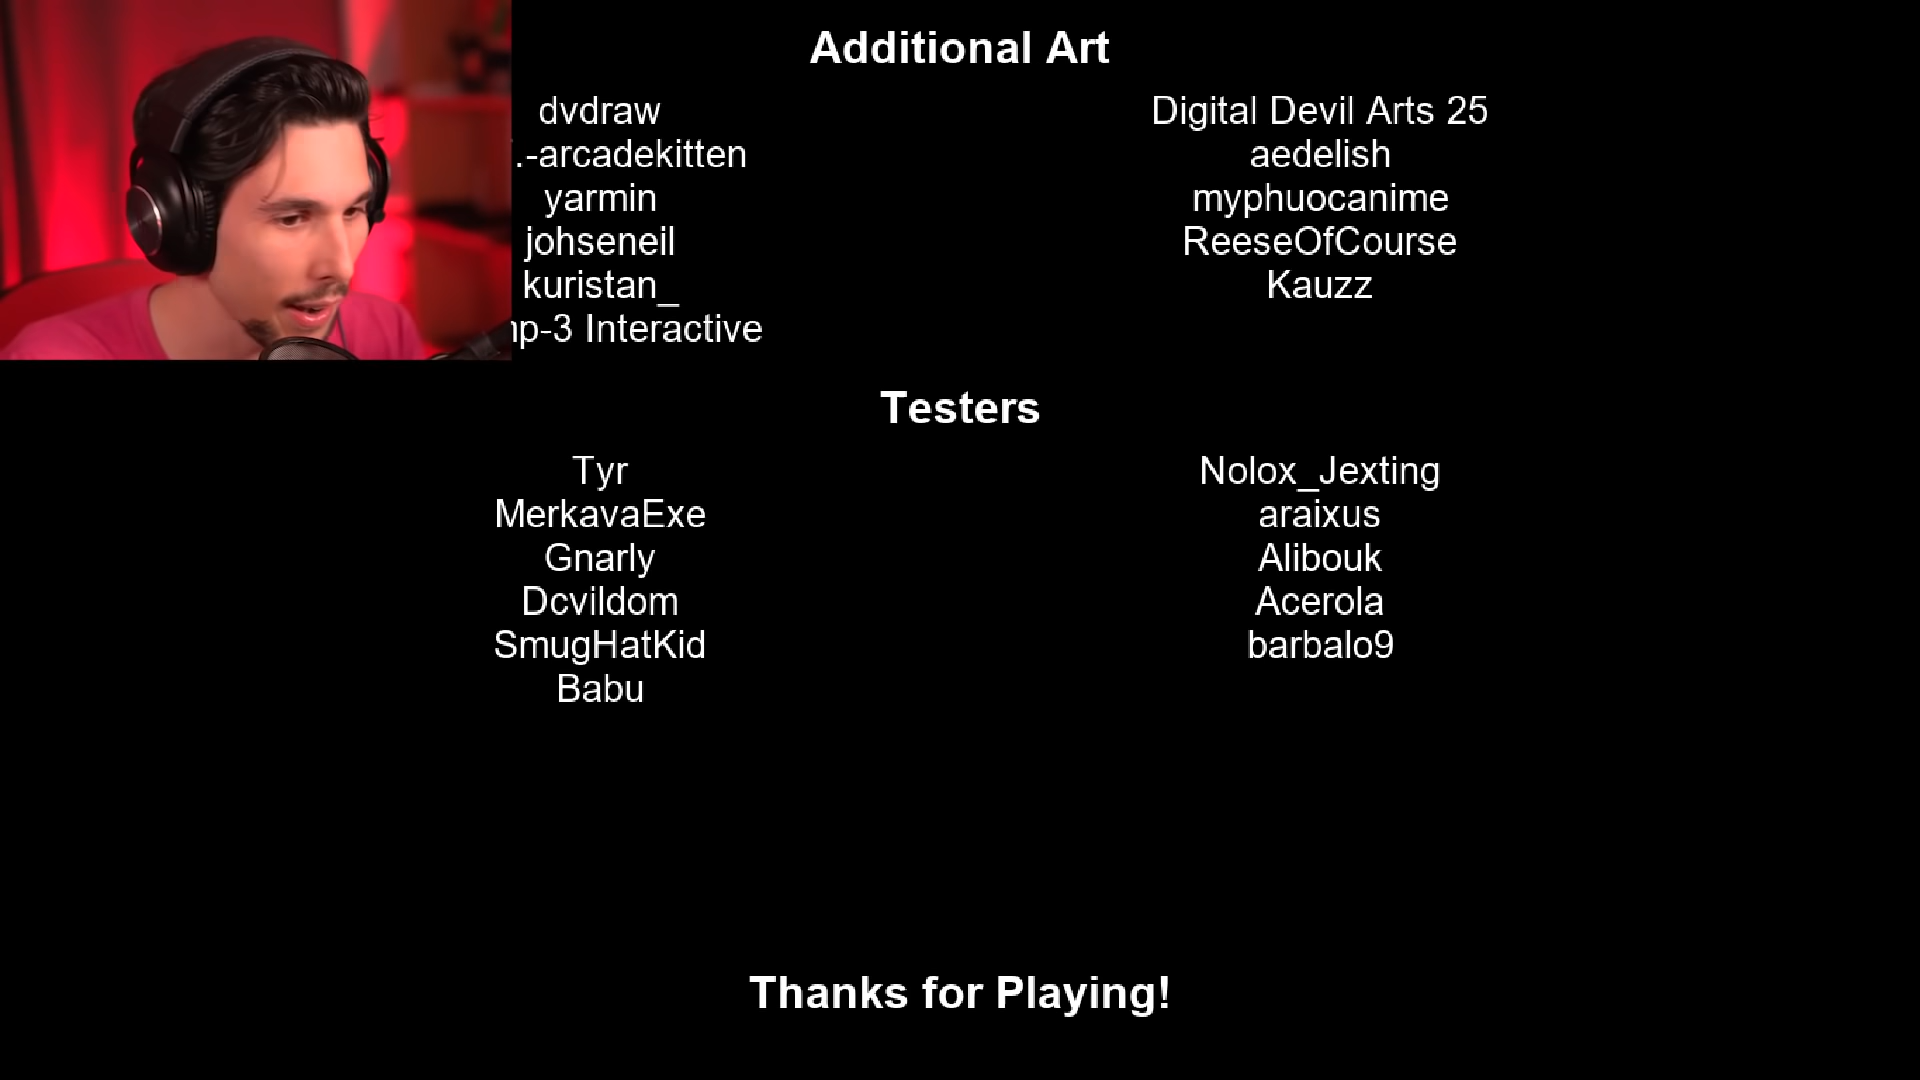 Additional Art
dvdraw
Digital Devil Arts 25
.-arcadekitten
aedelish
yarmin
myphuocanime
johseneil
ReeseOfCourse
kuristan_
Kauzz
Interactive
Testers
Tyr
Nolox_Jexting
MerkavaExe
araixus
Gnarly
Alibouk
Dcvildom
Acerola
SmugHatKid
barbalo9
Babu
Thanks for Playing!